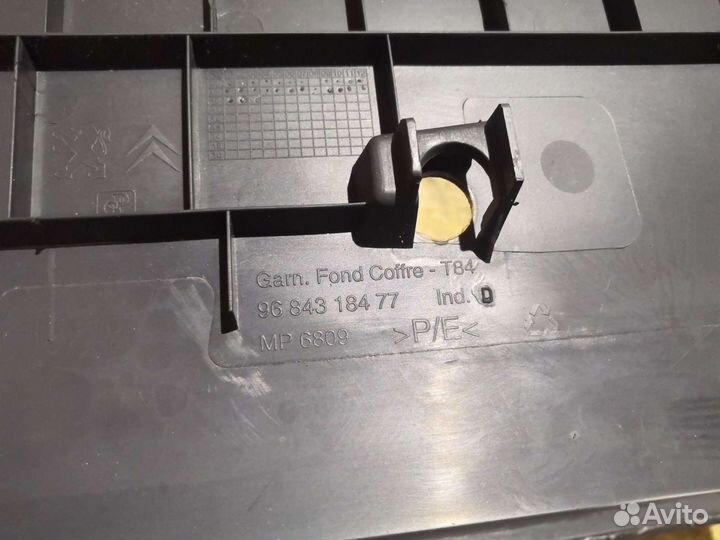 Garn. Fond Coffre - T84
96 843 184 77 Ind. D
MP 6809 >P/E<
Avito